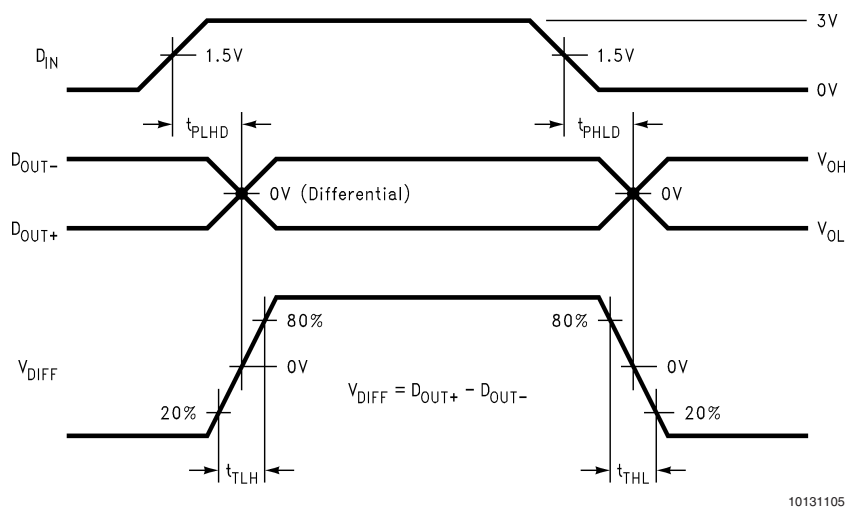 3V
D_IN 1.5V 1.5V
0V
t_PLHD t_PHLD
D_OUT− V_OH
0V (Differential) 0V
D_OUT+ V_OL
80% 80%
V_DIFF 0V 0V
V_DIFF = D_OUT+ − D_OUT−
20% 20%
t_TLH t_THL
10131105